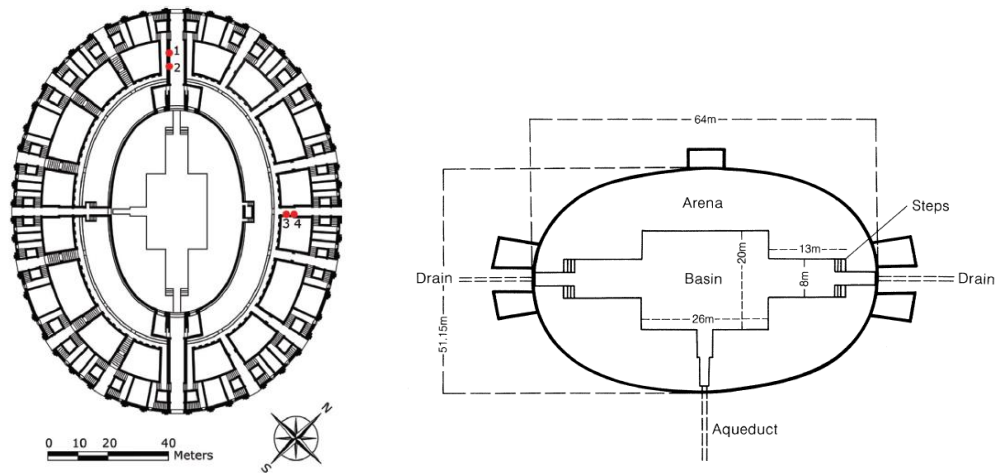 1
2
3 4
0 10 20 40
Meters
N
S
64m
Arena
Steps
13m
20m
Drain
Basin
8m
Drain
26m
51.15m
Aqueduct